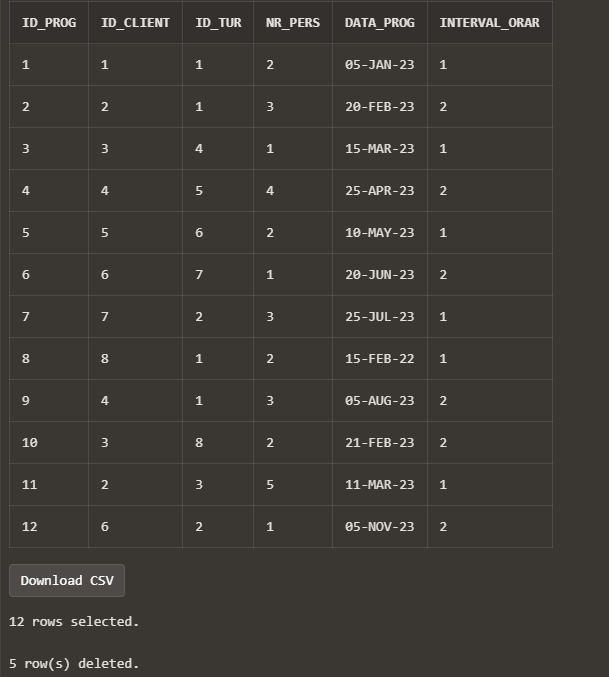 ID_PROG ID_CLIENT ID_TUR NR_PERS DATA_PROG INTERVAL_ORAR
1 1 1 2 05-JAN-23 1
2 2 1 3 20-FEB-23 2
3 3 4 1 15-MAR-23 1
4 4 5 4 25-APR-23 2
5 5 6 2 10-MAY-23 1
6 6 7 1 20-JUN-23 2
7 7 2 3 25-JUL-23 1
8 8 1 2 15-FEB-22 1
9 4 1 3 05-AUG-23 2
10 3 8 2 21-FEB-23 2
11 2 3 5 11-MAR-23 1
12 6 2 1 05-NOV-23 2
Download CSV
12 rows selected.
5 row(s) deleted.